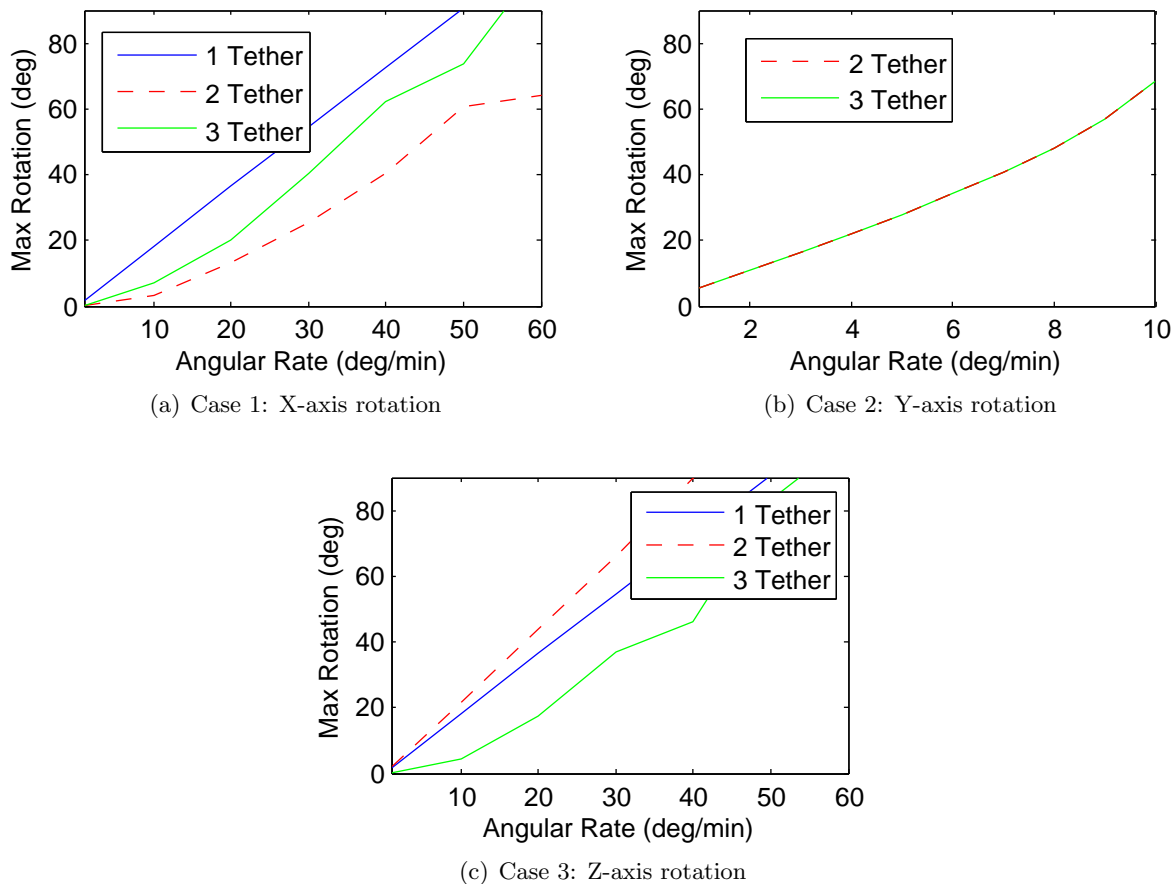 80
60
40
20
0
Max Rotation (deg)
1 Tether
2 Tether
3 Tether
10 20 30 40 50 60
Angular Rate (deg/min)
(a) Case 1: X-axis rotation
80
60
40
20
0
Max Rotation (deg)
2 Tether
3 Tether
2 4 6 8 10
Angular Rate (deg/min)
(b) Case 2: Y-axis rotation
80
60
40
20
0
Max Rotation (deg)
1 Tether
2 Tether
3 Tether
10 20 30 40 50 60
Angular Rate (deg/min)
(c) Case 3: Z-axis rotation